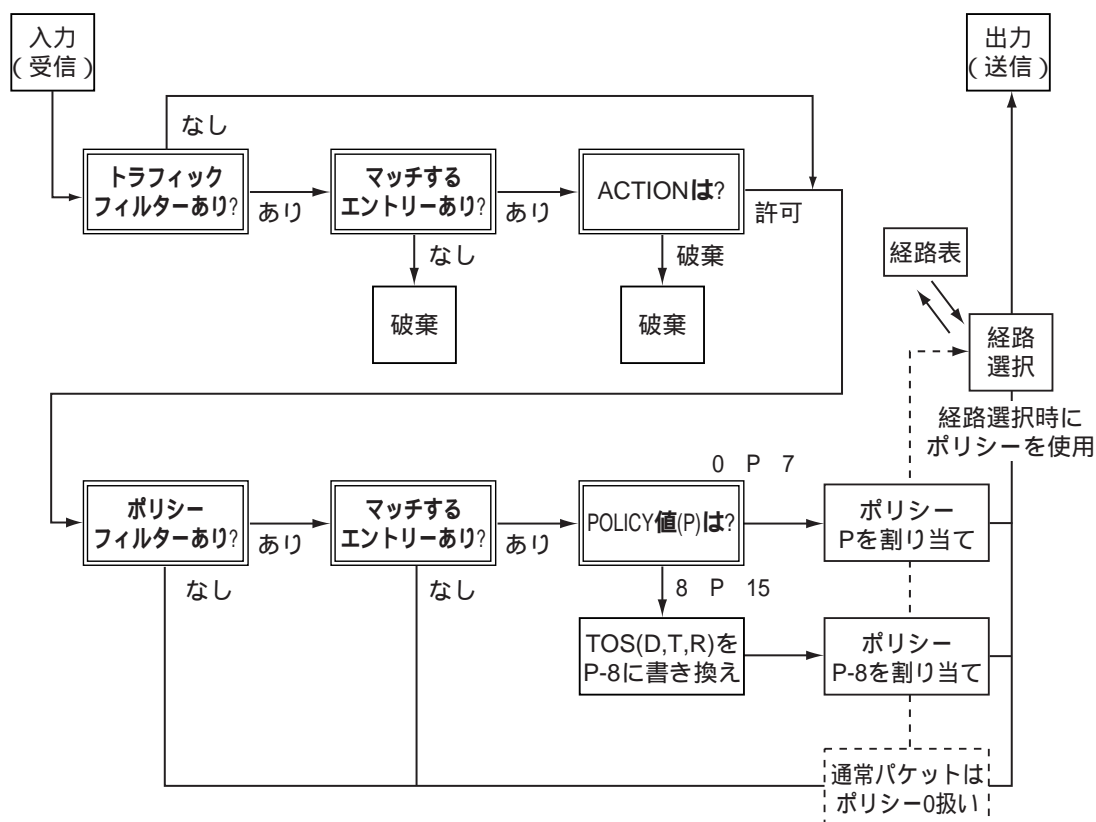 入力
(受信)
出力
(送信)
なし
トラフィック
フィルターあり?
あり
マッチする
エントリーあり?
あり
ACTIONは?
許可
なし
破棄
破棄
破棄
経路表
経路
選択
経路選択時に
ポリシーを使用
ポリシー
フィルターあり?
あり
マッチする
エントリーあり?
あり
POLICY値(P)は?
0 P 7
ポリシー
Pを割り当て
なし
なし
8 P 15
TOS(D,T,R)を
P-8に書き換え
ポリシー
P-8を割り当て
通常パケットは
ポリシー0扱い